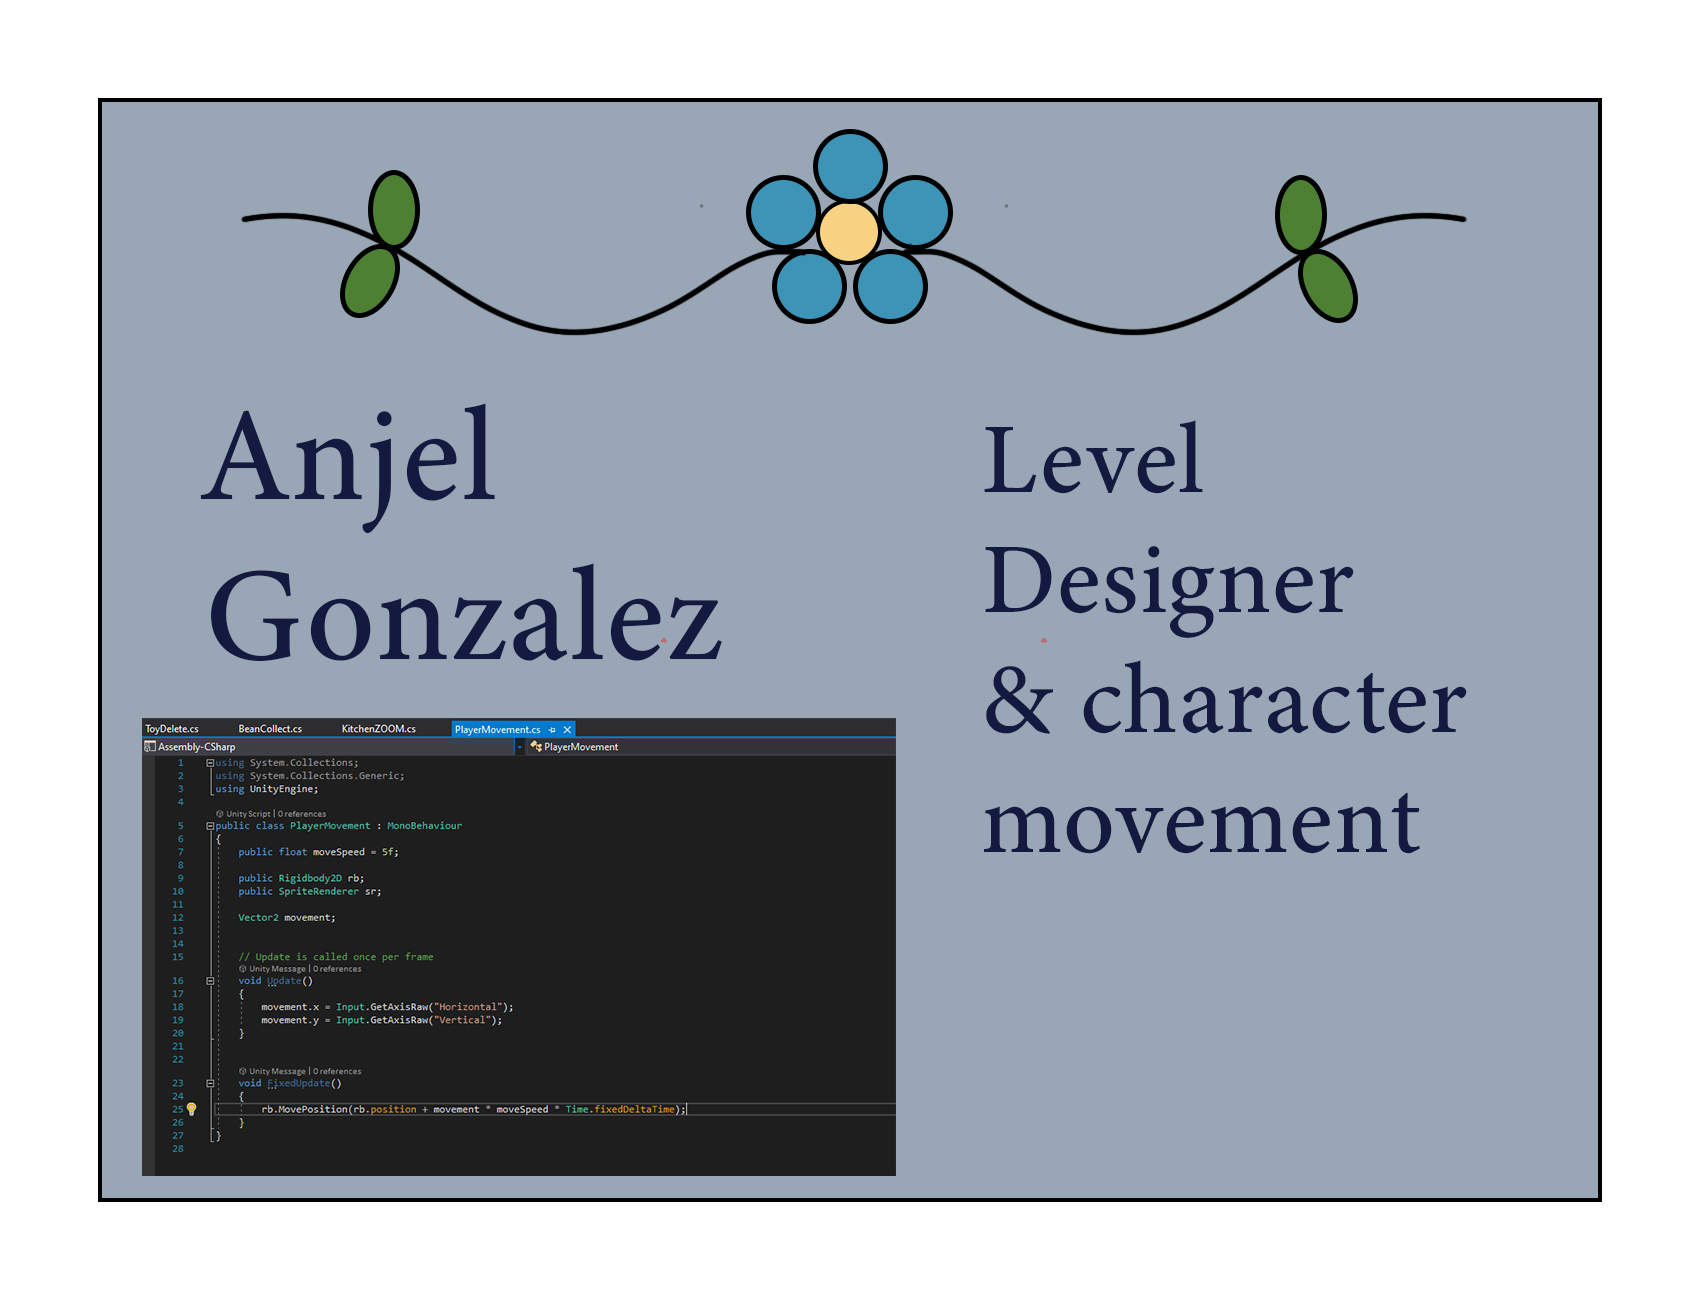 Anjel
Gonzalez
Level
Designer
& character
movement
ToyDelete.cs BeanCollect.cs KitchenZOOM.cs PlayerMovement.cs
Assembly-CSharp PlayerMovement
1 using System.Collections;
2 using System.Collections.Generic;
3 using UnityEngine;
4
Unity Script | 0 references
5 public class PlayerMovement : MonoBehaviour
6 {
7 public float moveSpeed = 5f;
8
9 public Rigidbody2D rb;
10 public SpriteRenderer sr;
11
12 Vector2 movement;
13
14
15 // Update is called once per frame
Unity Message | 0 references
16 void Update()
17 {
18 movement.x = Input.GetAxisRaw("Horizontal");
19 movement.y = Input.GetAxisRaw("Vertical");
20 }
21
22
Unity Message | 0 references
23 void FixedUpdate()
24 {
25 rb.MovePosition(rb.position + movement * moveSpeed * Time.fixedDeltaTime);
26 }
27 }
28